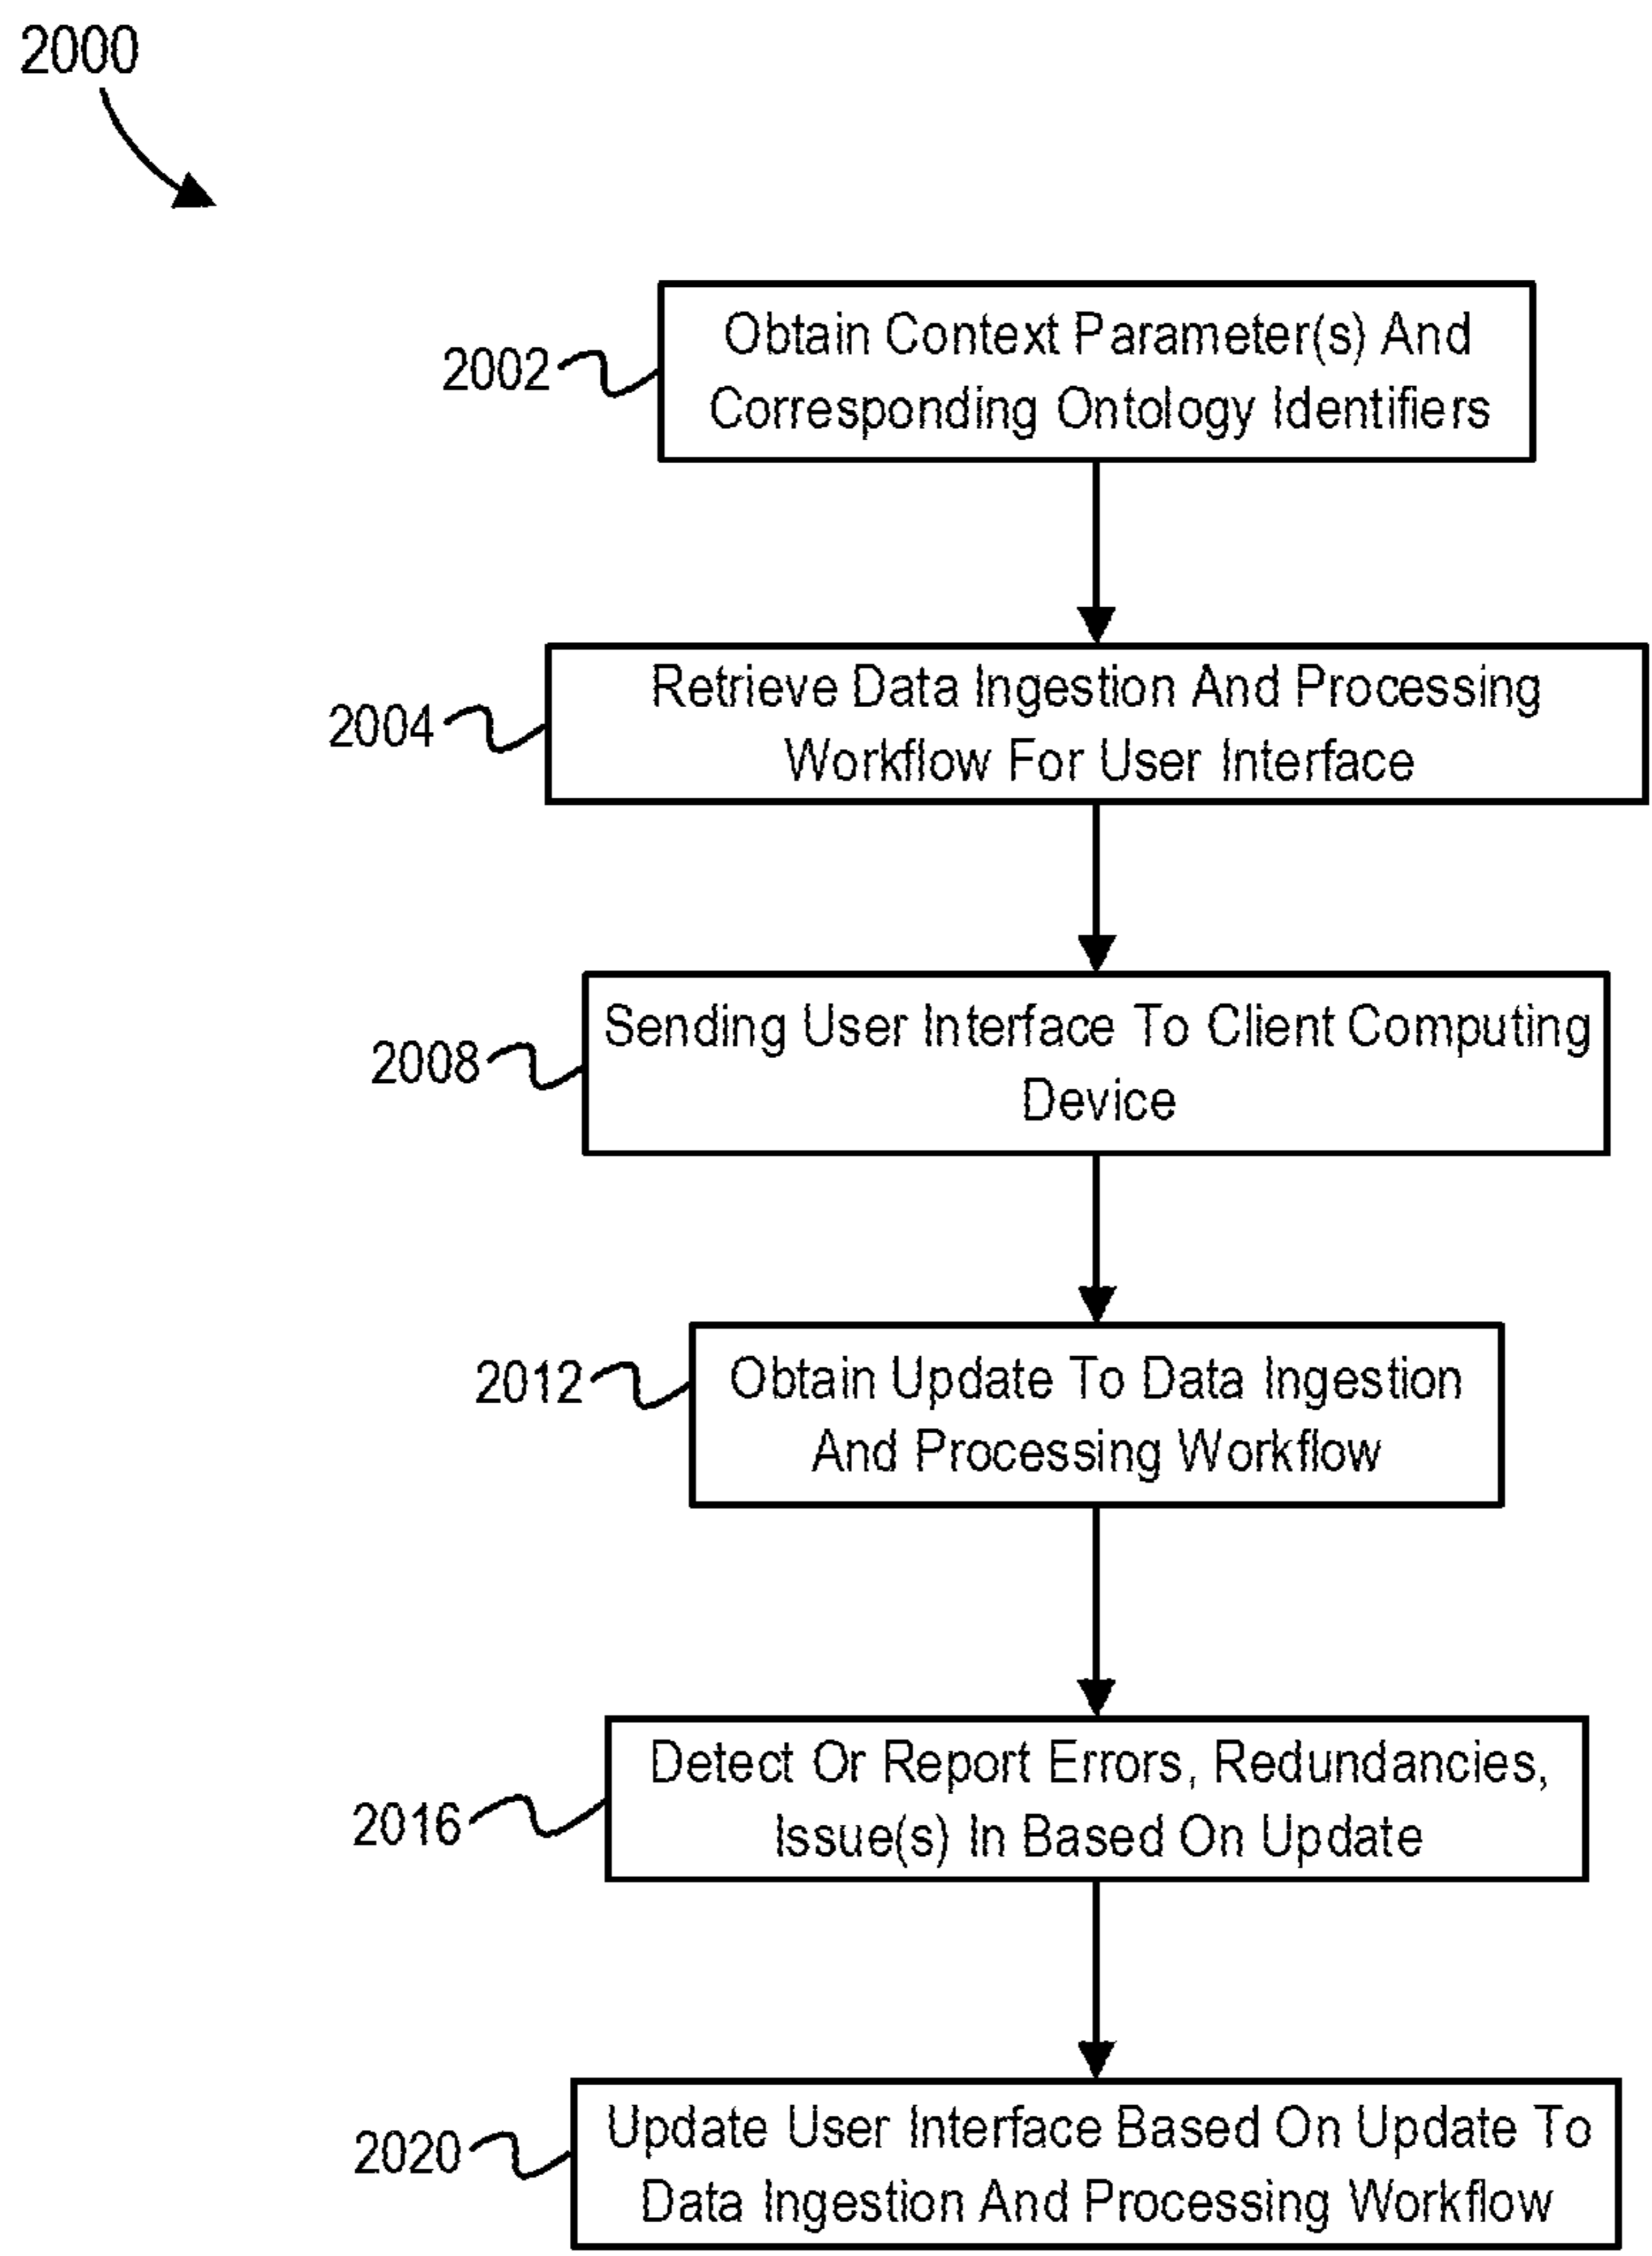 2000
2002
Obtain Context Parameter(s) And
Corresponding Ontology Identifiers
2004
Retrieve Data Ingestion And Processing
Workflow For User Interface
2008
Sending User Interface To Client Computing
Device
2012
Obtain Update To Data Ingestion
And Processing Workflow
2016
Detect Or Report Errors, Redundancies,
Issue(s) In Based On Update
2020
Update User Interface Based On Update To
Data Ingestion And Processing Workflow